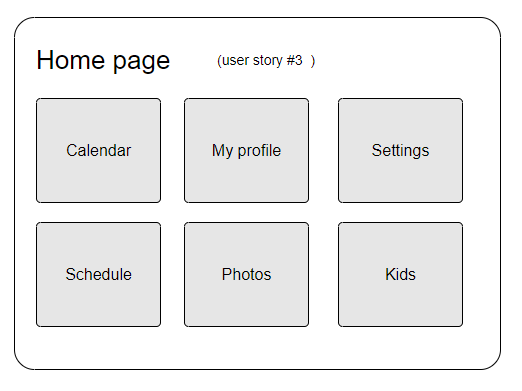 Home page
(user story #3  )
Calendar
My profile
Settings
Schedule
Photos
Kids